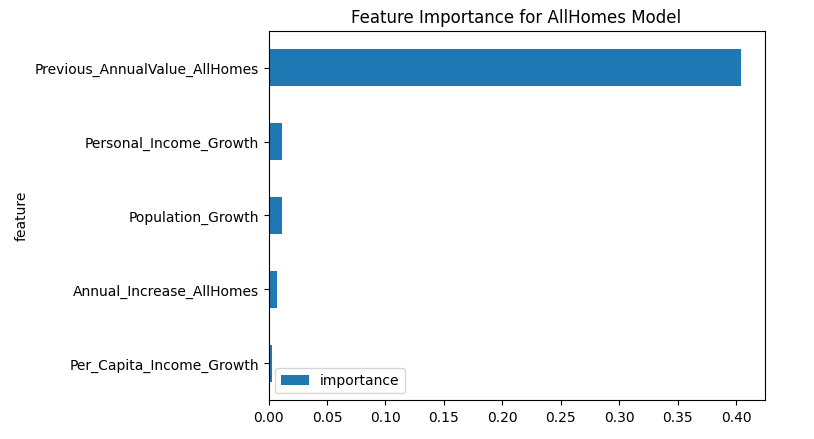 Feature Importance for AllHomes Model
feature
Previous_AnnualValue_AllHomes
Personal_Income_Growth
Population_Growth
Annual_Increase_AllHomes
Per_Capita_Income_Growth
importance
0.00 0.05 0.10 0.15 0.20 0.25 0.30 0.35 0.40